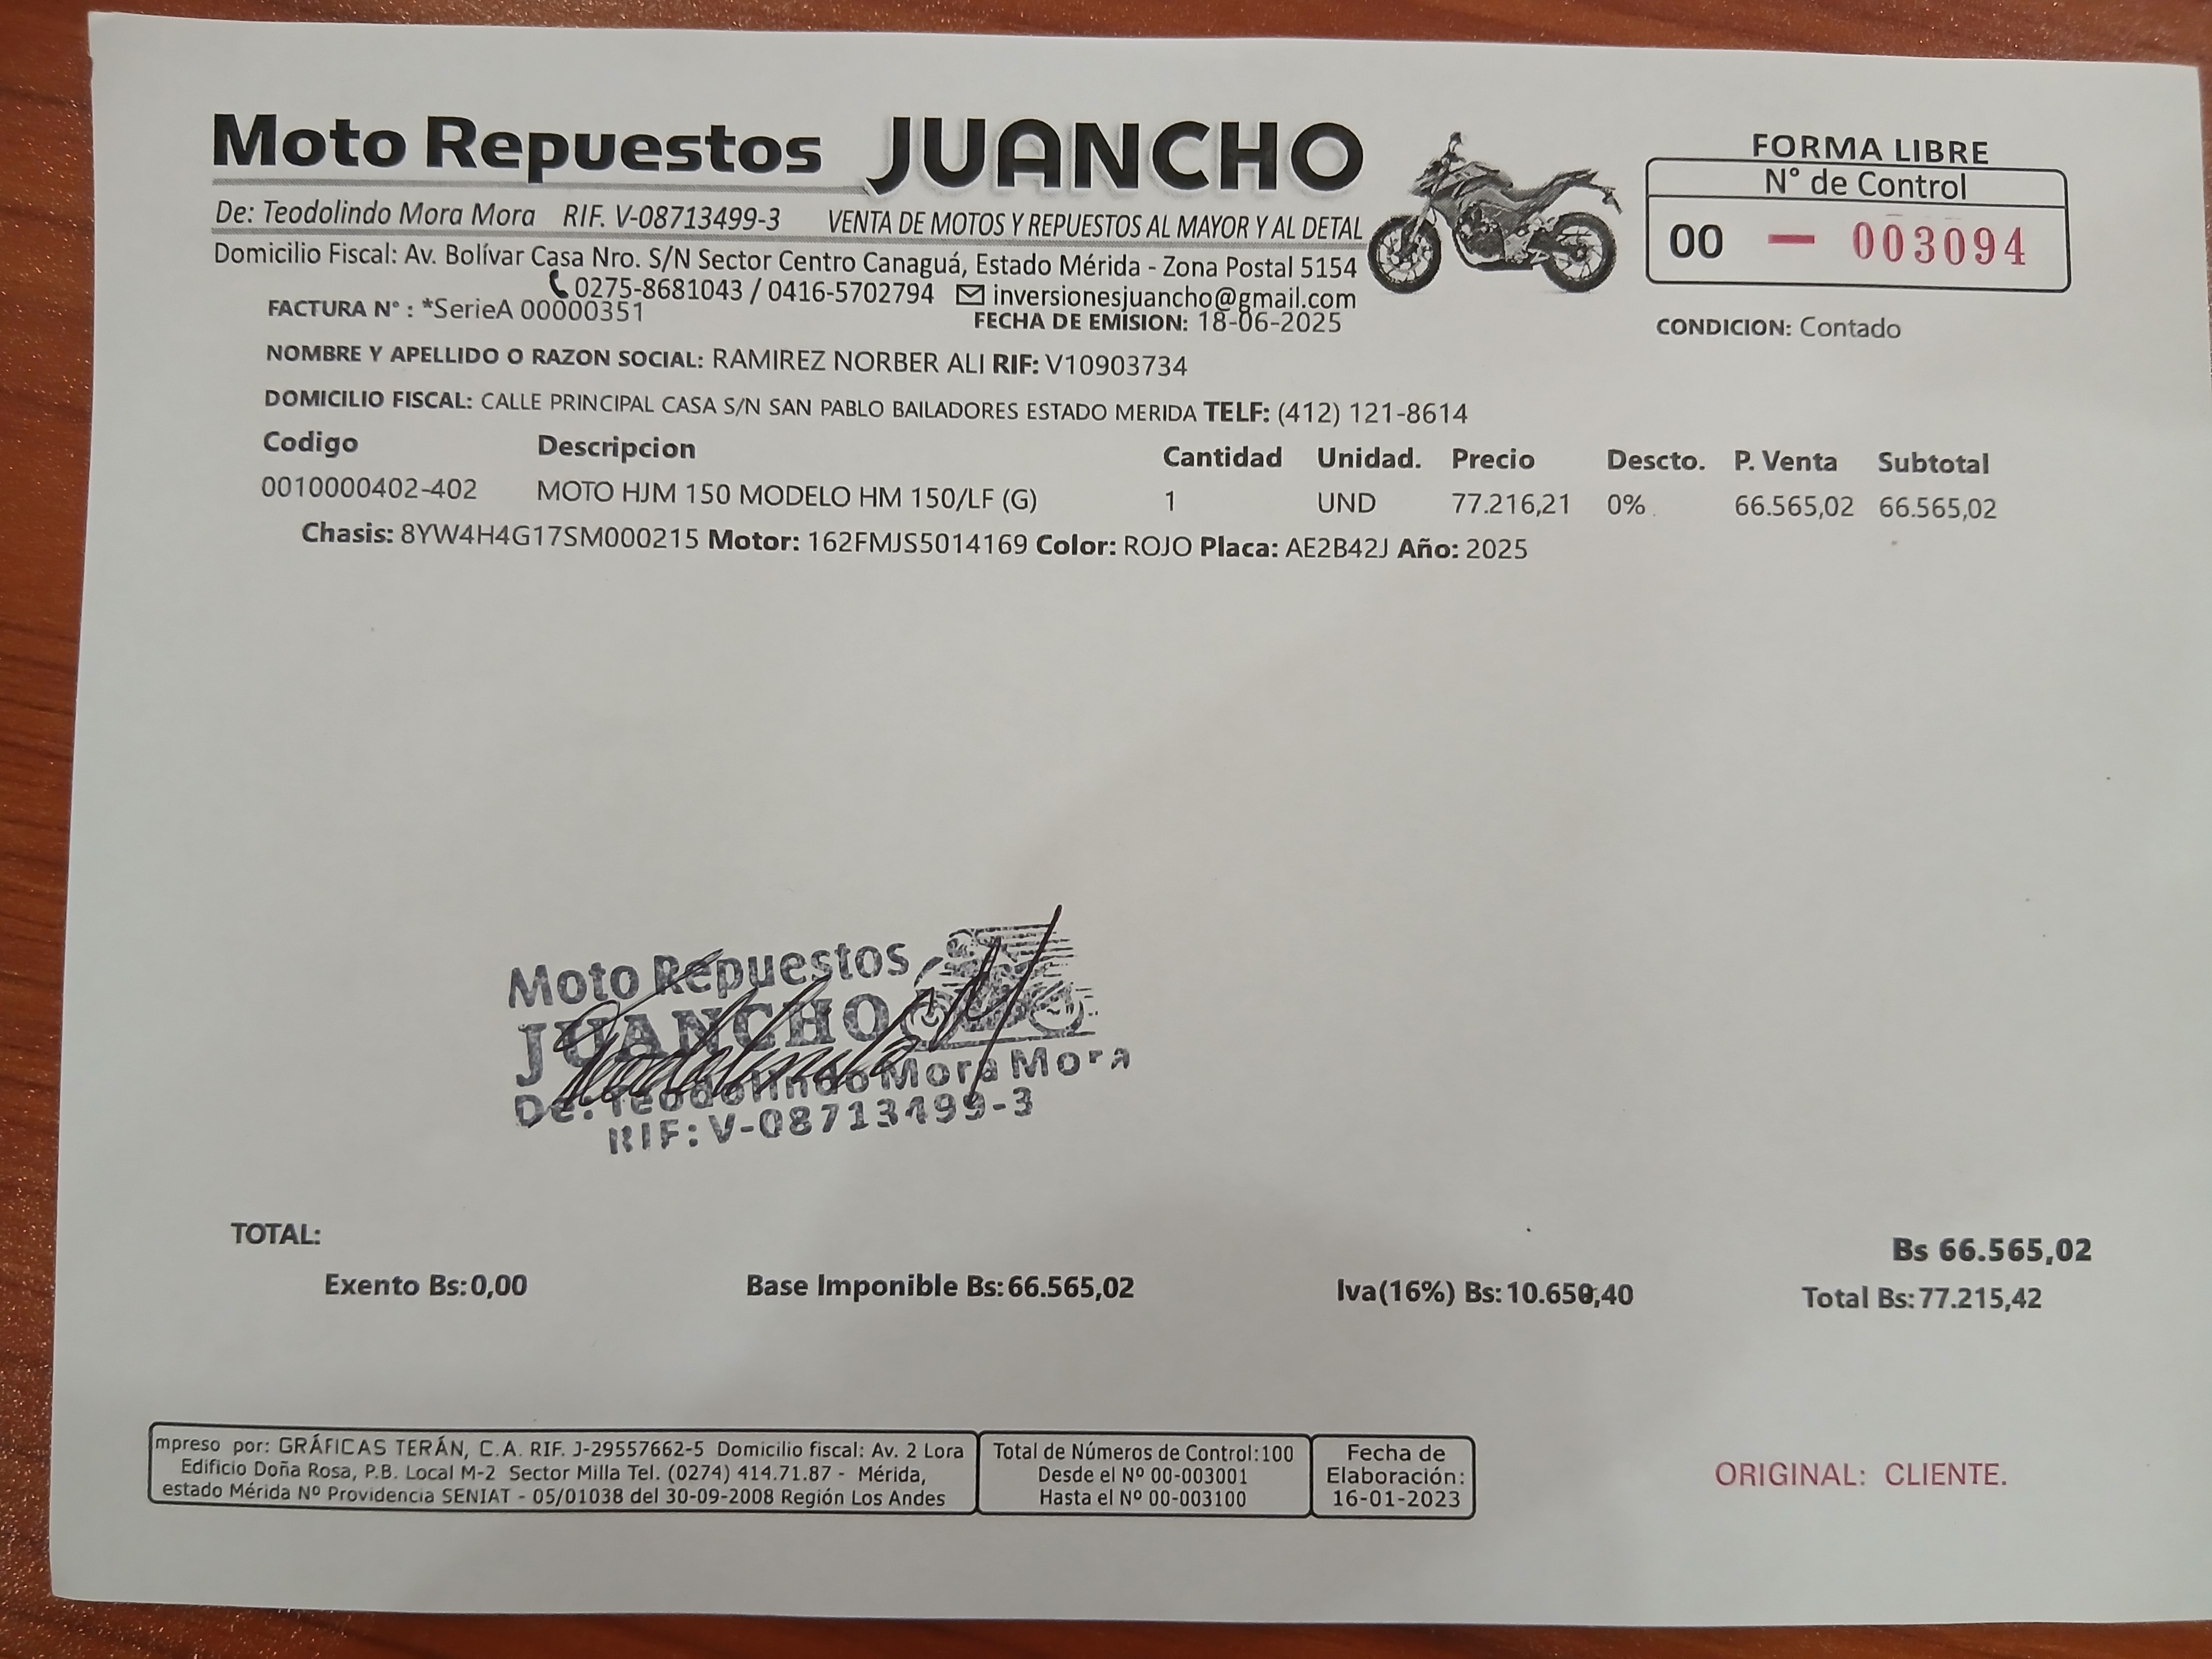 Moto Repuestos JUANCHO
De: Teodolindo Mora Mora RIF. V-08713499-3 VENTA DE MOTOS Y REPUESTOS AL MAYOR Y AL DETAL
Domicilio Fiscal: Av. Bolívar Casa Nro. S/N Sector Centro Canaguá, Estado Mérida - Zona Postal 5154
0275-8681043 / 0416-5702794 inversionesjuancho@gmail.com
FORMA LIBRE
N° de Control
00 — 003094
FACTURA N° : *SerieA 00000351 FECHA DE EMISION: 18-06-2025 CONDICION: Contado
NOMBRE Y APELLIDO O RAZON SOCIAL: RAMIREZ NORBER ALI RIF: V10903734
DOMICILIO FISCAL: CALLE PRINCIPAL CASA S/N SAN PABLO BAILADORES ESTADO MERIDA TELF: (412) 121-8614
Codigo Descripcion Cantidad Unidad. Precio Descto. P. Venta Subtotal
0010000402-402 MOTO HJM 150 MODELO HM 150/LF (G) 1 UND 77.216,21 0% 66.565,02 66.565,02
Chasis: 8YW4H4G17SM000215 Motor: 162FMJS5014169 Color: ROJO Placa: AE2B42J Año: 2025
Moto Repuestos
JUANCHO
De: Teodolindo Mora Mora
RIF: V-08713499-3
TOTAL: Bs 66.565,02
Exento Bs: 0,00 Base Imponible Bs: 66.565,02 Iva(16%) Bs: 10.650,40 Total Bs: 77.215,42
mpreso por: GRÁFICAS TERÁN, C.A. RIF. J-29557662-5 Domicilio fiscal: Av. 2 Lora
Edificio Doña Rosa, P.B. Local M-2 Sector Milla Tel. (0274) 414.71.87 - Mérida,
estado Mérida Nº Providencia SENIAT - 05/01038 del 30-09-2008 Región Los Andes
Total de Números de Control:100
Desde el Nº 00-003001
Hasta el Nº 00-003100
Fecha de
Elaboración:
16-01-2023
ORIGINAL: CLIENTE.